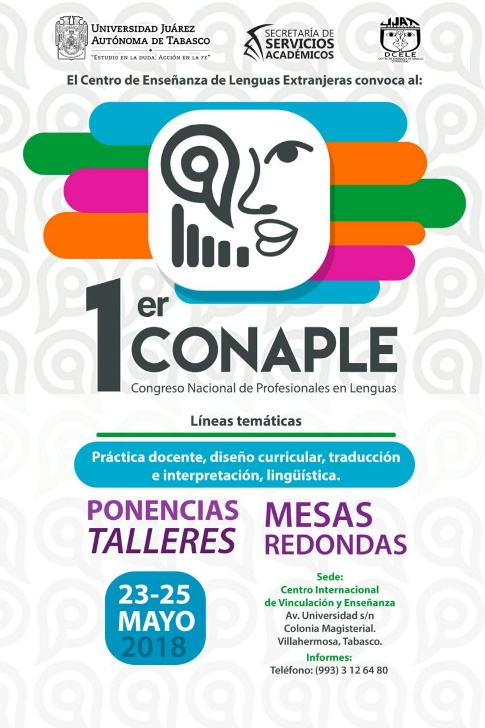 UNIVERSIDAD JUÁREZ
AUTÓNOMA DE TABASCO
"ESTUDIO EN LA DUDA. ACCIÓN EN LA FE"
SECRETARÍA DE
SERVICIOS
ACADÉMICOS
UJAT
DCELE
El Centro de Enseñanza de Lenguas Extranjeras convoca al:
1er
CONAPLE
Congreso Nacional de Profesionales en Lenguas
Líneas temáticas
Práctica docente, diseño curricular, traducción
e interpretación, lingüística.
PONENCIAS
TALLERES
MESAS
REDONDAS
23-25
MAYO
2018
Sede:
Centro Internacional
de Vinculación y Enseñanza
Av. Universidad s/n
Colonia Magisterial.
Villahermosa, Tabasco.
Informes:
Teléfono: (993) 3 12 64 80